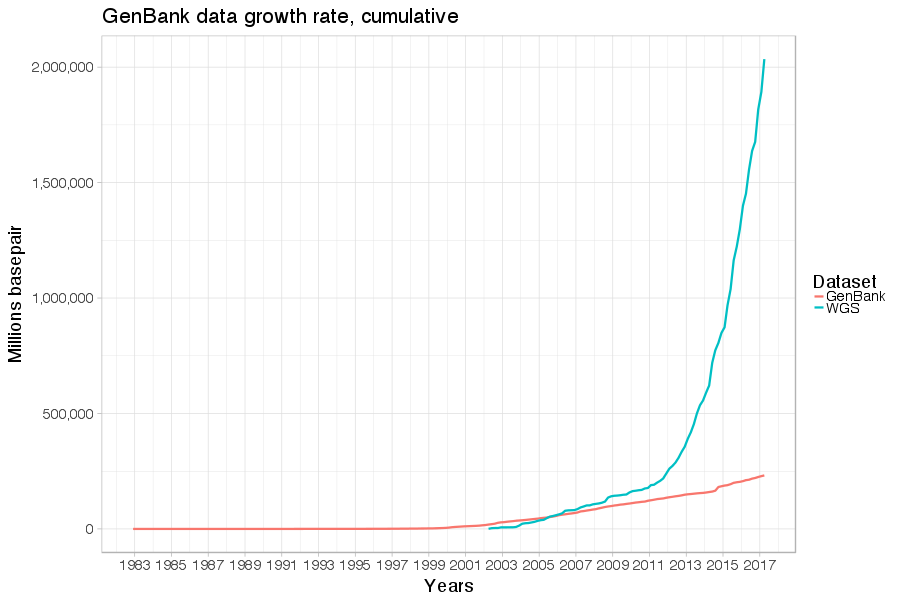 GenBank data growth rate, cumulative
2,000,000
1,500,000
1,000,000
500,000
0
Millions basepair
1983 1985 1987 1989 1991 1993 1995 1997 1999 2001 2003 2005 2007 2009 2011 2013 2015 2017
Years
Dataset
GenBank
WGS